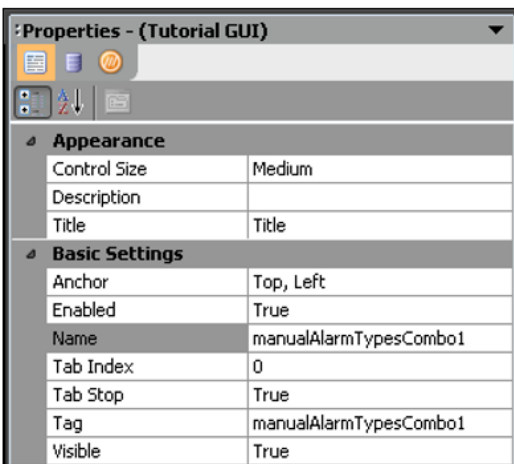 Properties - (Tutorial GUI)
Appearance
Control Size Medium
Description
Title Title
Basic Settings
Anchor Top, Left
Enabled True
Name manualAlarmTypesCombo1
Tab Index 0
Tab Stop True
Tag manualAlarmTypesCombo1
Visible True